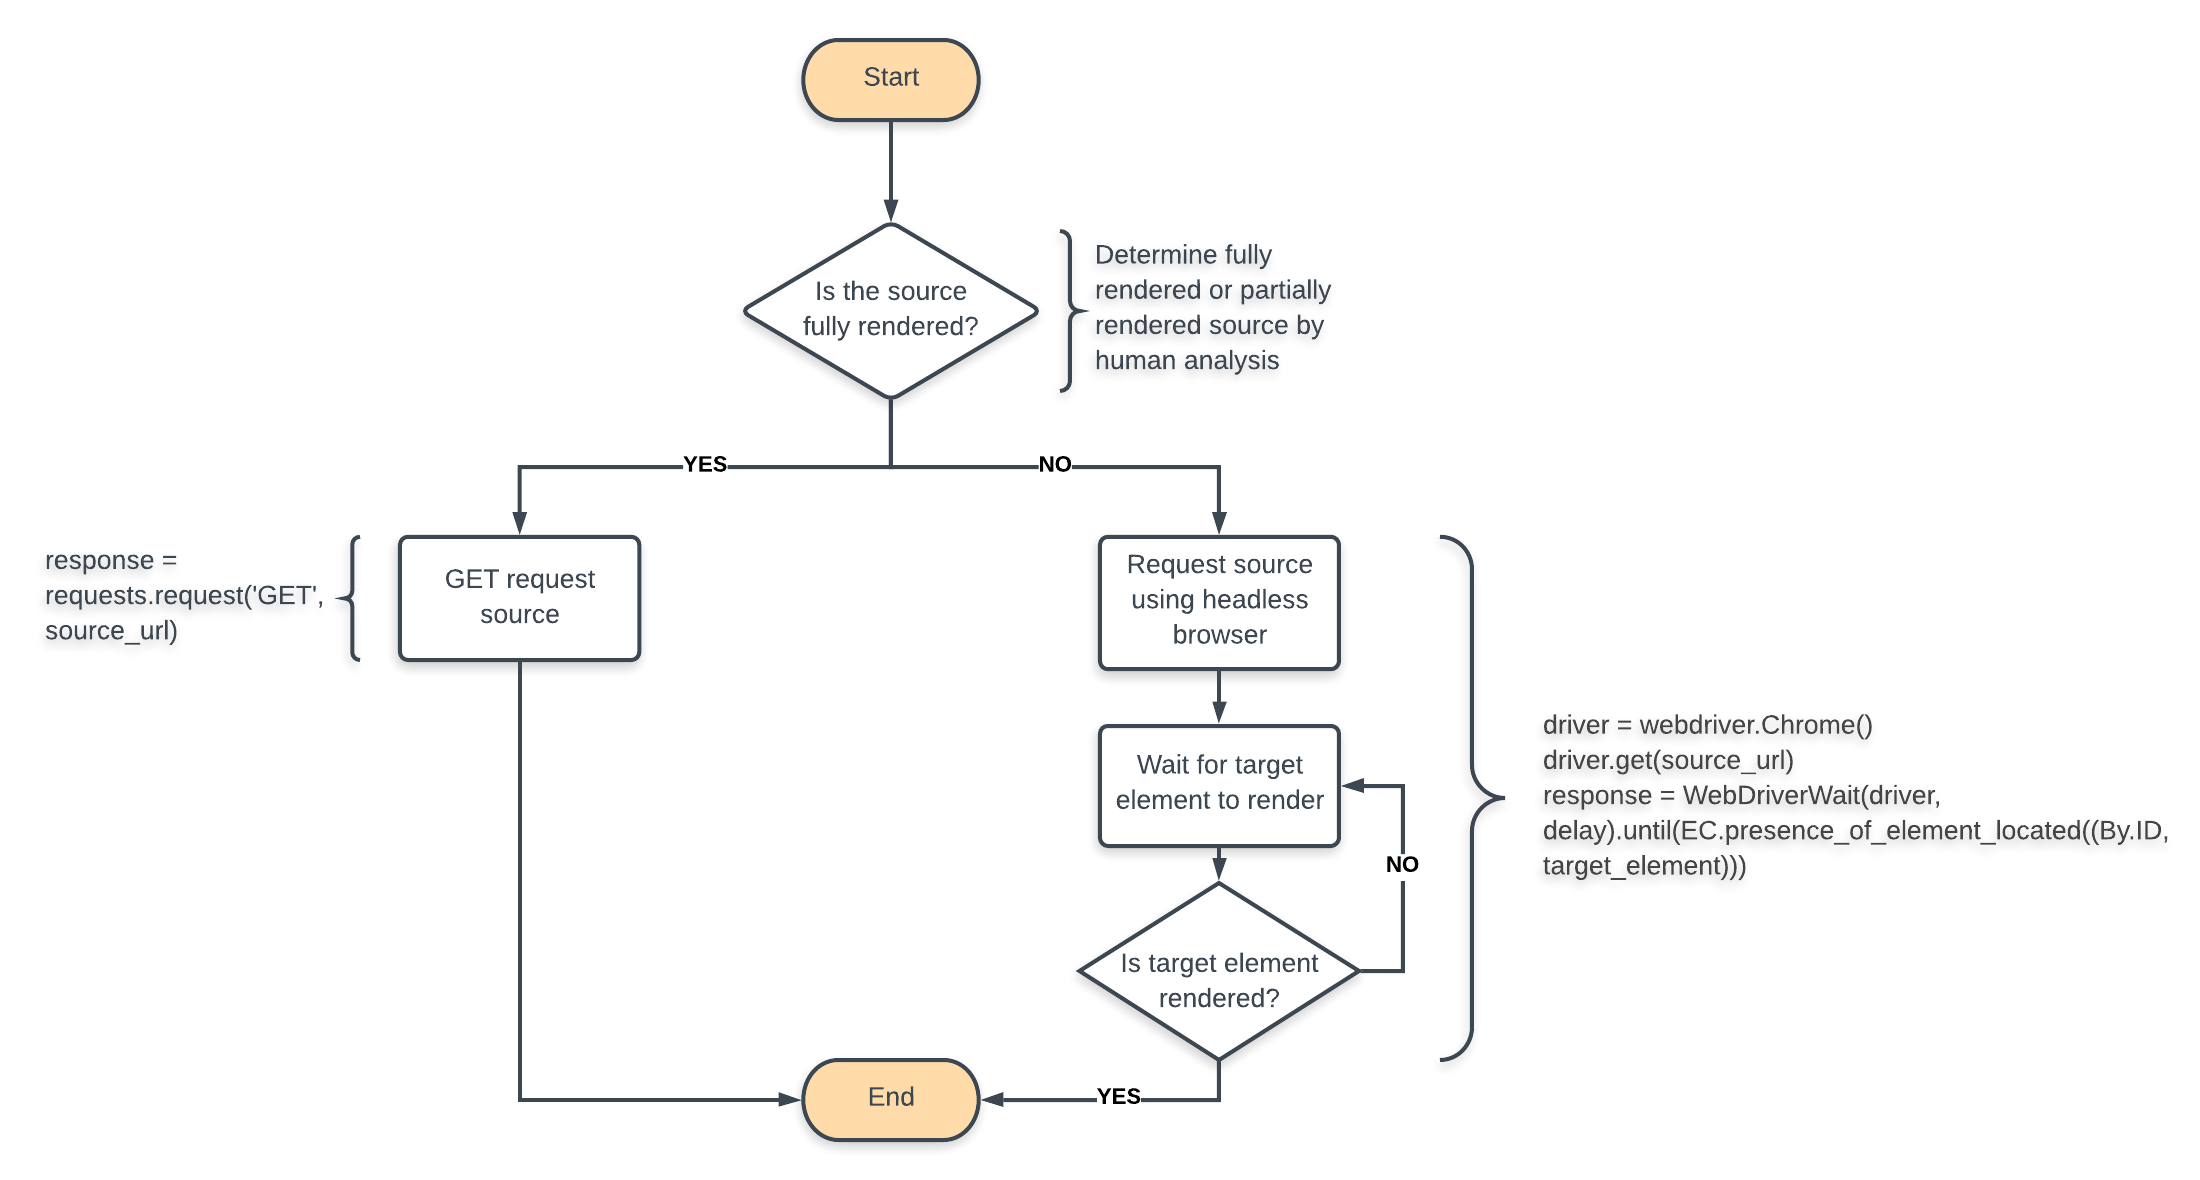 Start
Is the source
fully rendered?
Determine fully
rendered or partially
rendered source by
human analysis
YES
NO
response =
requests.request('GET',
source_url)
GET request
source
Request source
using headless
browser
Wait for target
element to render
NO
driver = webdriver.Chrome()
driver.get(source_url)
response = WebDriverWait(driver,
delay).until(EC.presence_of_element_located((By.ID,
target_element)))
Is target element
rendered?
YES
End